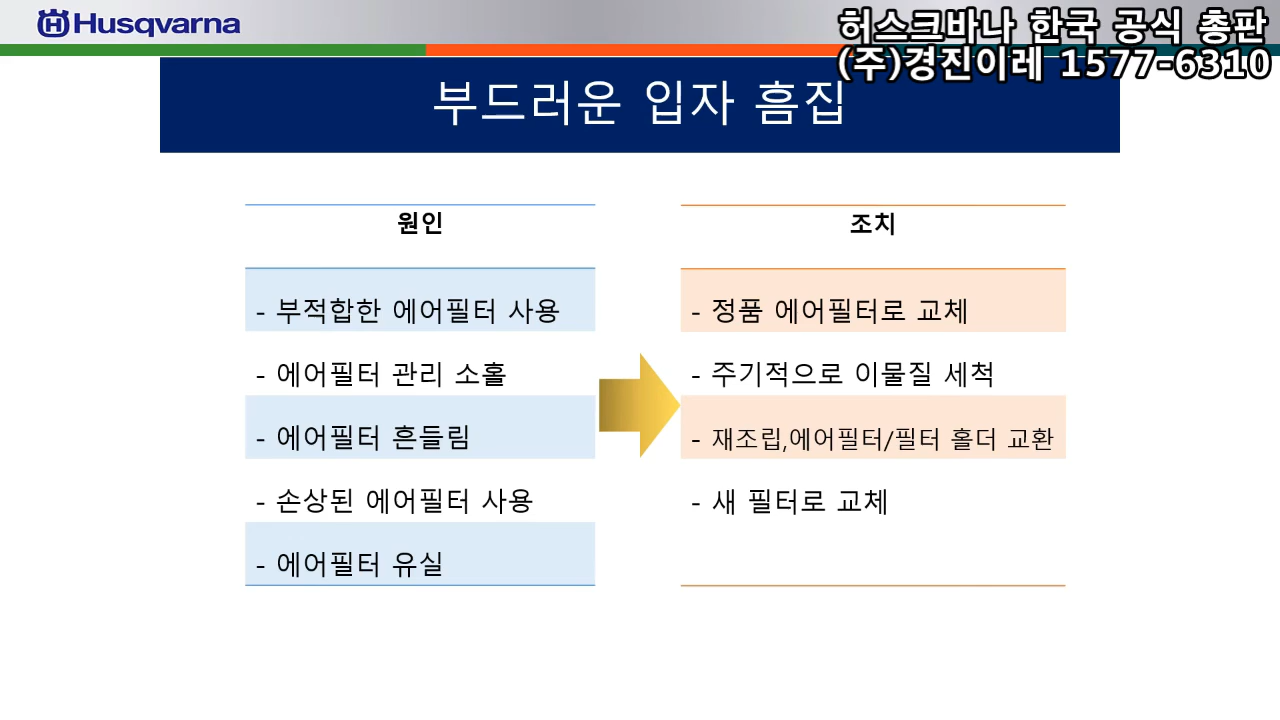 Husqvarna
허스크바나 한국 공식 총판
(주)경진이레 1577-6310
부드러운 입자 흠집
원인
- 부적합한 에어필터 사용
- 에어필터 관리 소홀
- 에어필터 흔들림
- 손상된 에어필터 사용
- 에어필터 유실
조치
- 정품 에어필터로 교체
- 주기적으로 이물질 세척
- 재조립,에어필터/필터 홀더 교환
- 새 필터로 교체